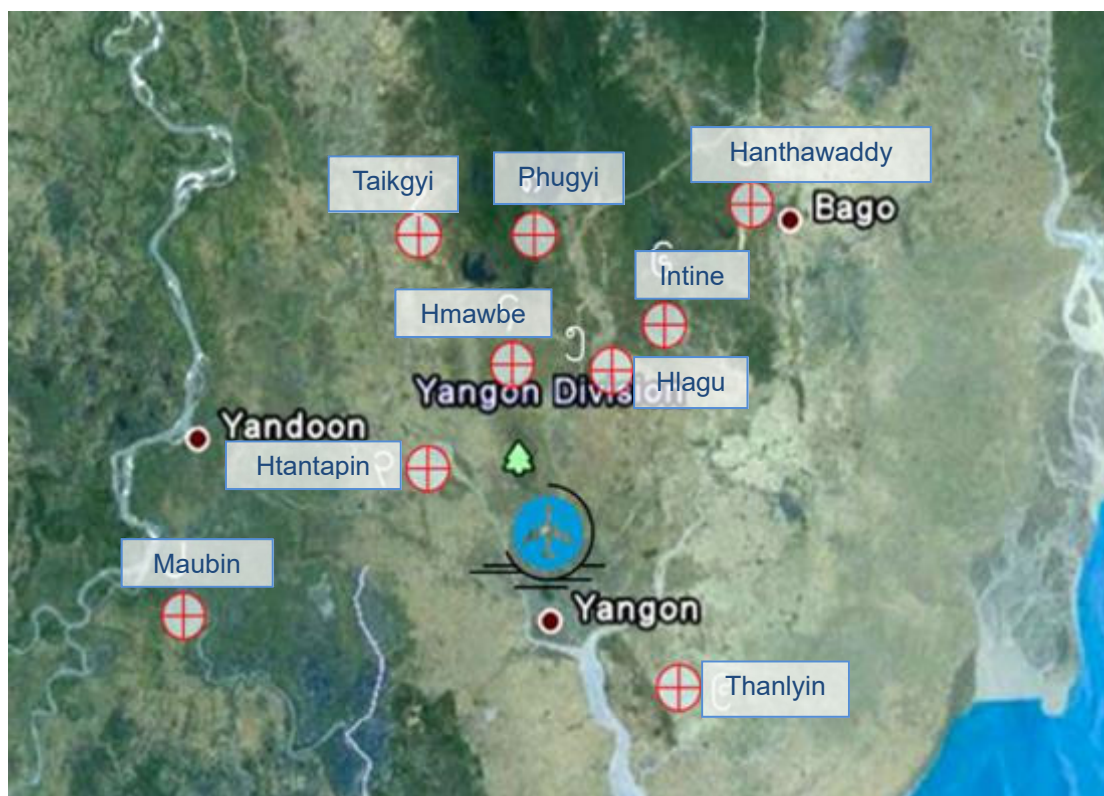 Hanthawaddy
Taikgyi
Phugyi
Bago
Intine
Hmawbe
Hlagu
Yangon Division
Yandoon
Htantapin
Maubin
Yangon
Thanlyin